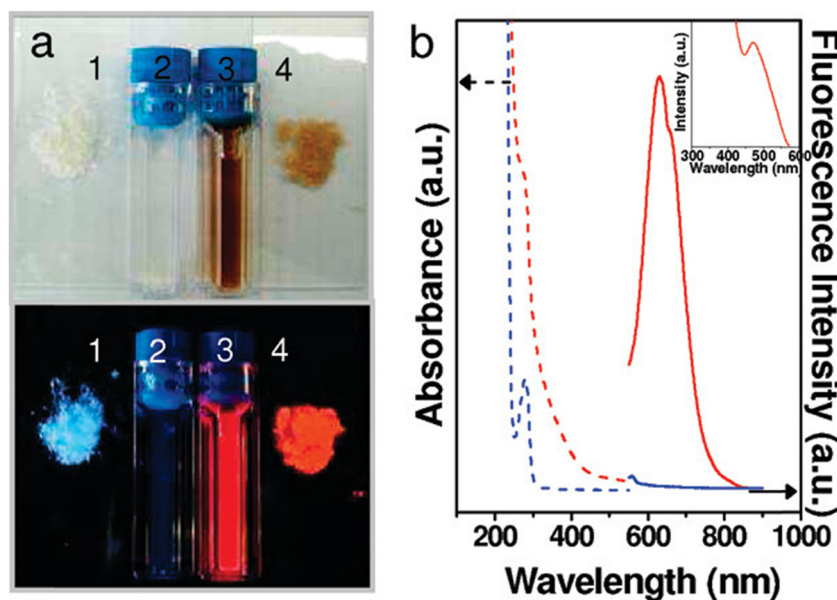 a
1 2 3 4
1 2 3 4
b
Absorbance (a.u.)
Fluorescence Intensity (a.u.)
Intensity (a.u.)
300 400 500 600
Wavelength (nm)
200 400 600 800 1000
Wavelength (nm)